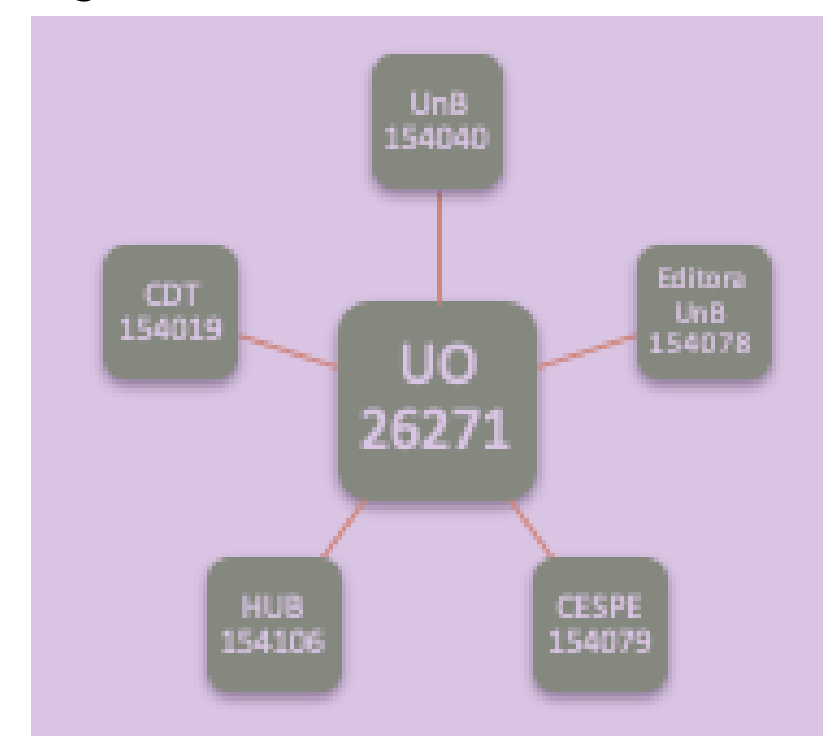 UnB
154040
CDT
154019
Editora
UnB
154078
UO
26271
HUB
154106
CESPE
154079